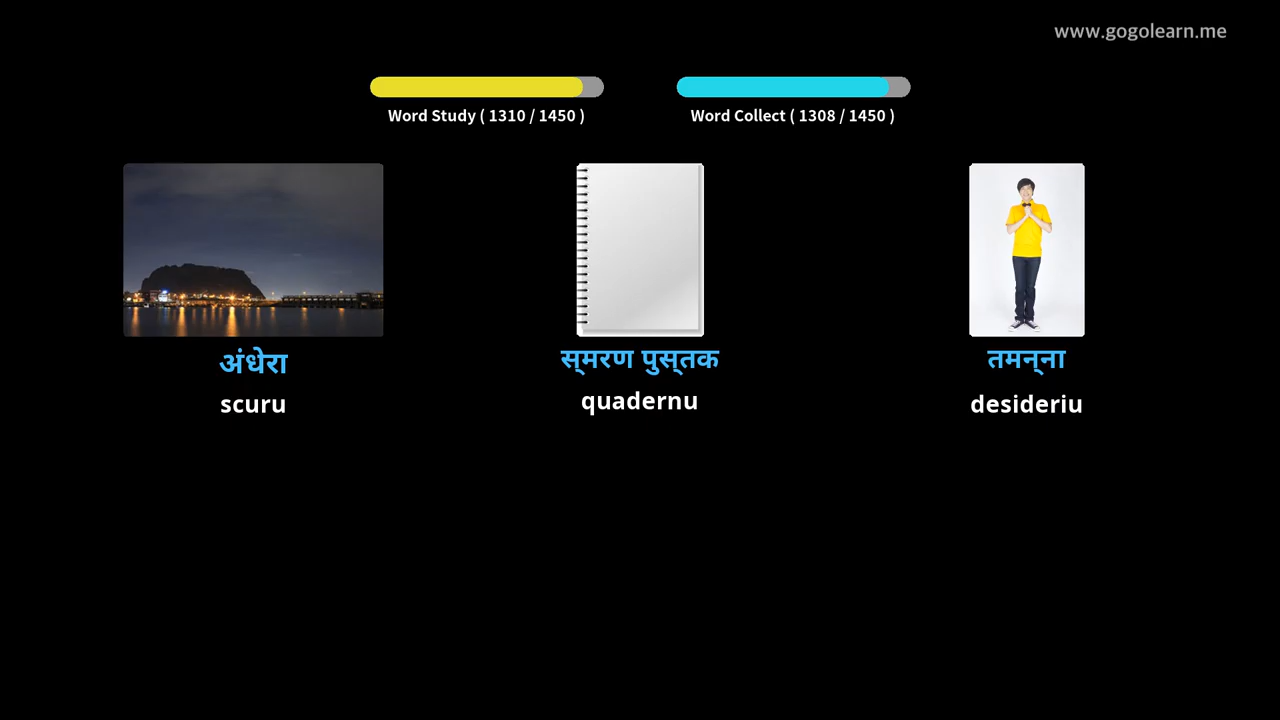 www.gogolearn.me
Word Study ( 1310 / 1450 )
Word Collect ( 1308 / 1450 )
अंधेरा
scuru
स्मरण पुस्तक
quadernu
तमन्ना
desideriu